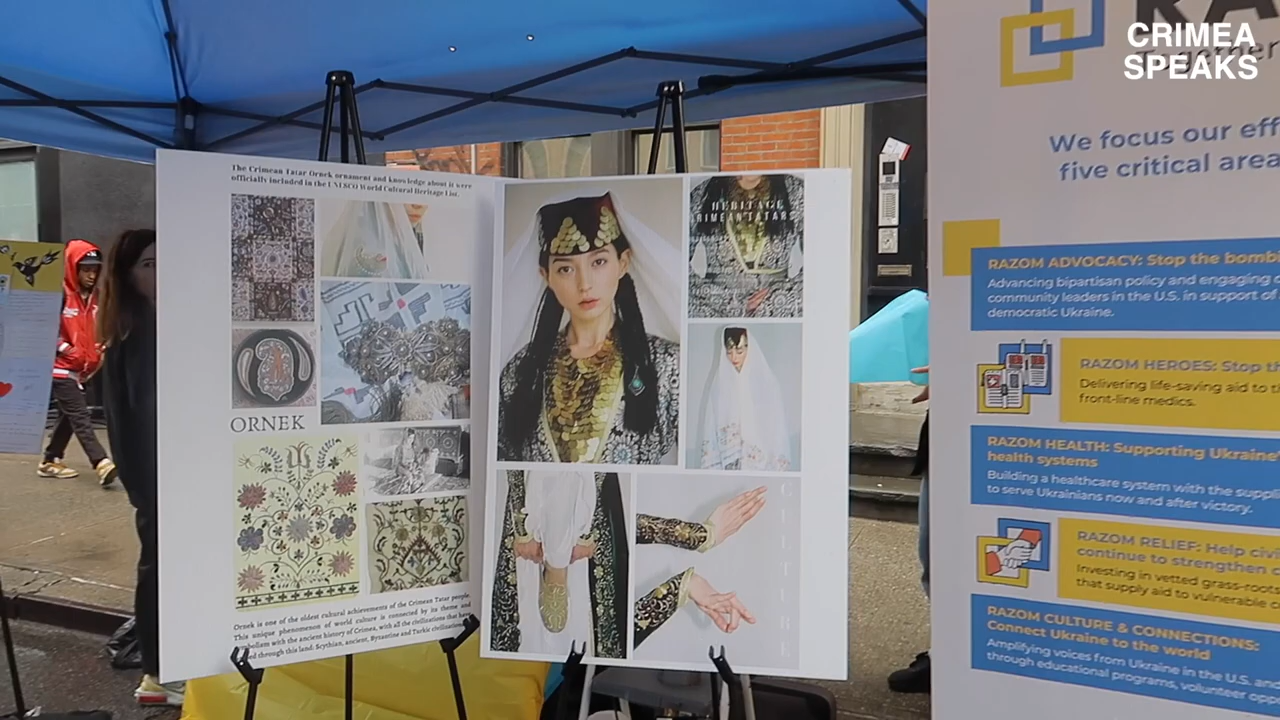 CRIMEA
SPEAKS
The Crimean Tatar Ornek ornament and knowledge about it were
officially included in the UNESCO World Cultural Heritage List.
ORNEK
Ornek is one of the oldest cultural achievements of the Crimean Tatar people.
This unique phenomenon of world culture is connected by its theme and
with the ancient history of Crimea, with all the civilizations that have
through this land: Scythian, ancient, Byzantine and Turkic civilizations
HERITAGE
CRIMEAN TATAR
Together
We focus our eff
five critical area
RAZOM ADVOCACY: Stop the bombi
Advancing bipartisan policy and engaging
community leaders in the U.S. in support of
democratic Ukraine.
RAZOM HEROES: Stop th
Delivering life-saving aid to t
front-line medics.
RAZOM HEALTH: Supporting Ukraine'
health systems
Building a healthcare system with the suppl
to serve Ukrainians now and after victory.
RAZOM RELIEF: Help civi
continue to strengthen c
Investing in vetted grass-roots
that supply aid to vulnerable c
RAZOM CULTURE & CONNECTIONS:
Connect Ukraine to the world
Amplifying voices from Ukraine in the U.S. and
through educational programs, volunteer opp